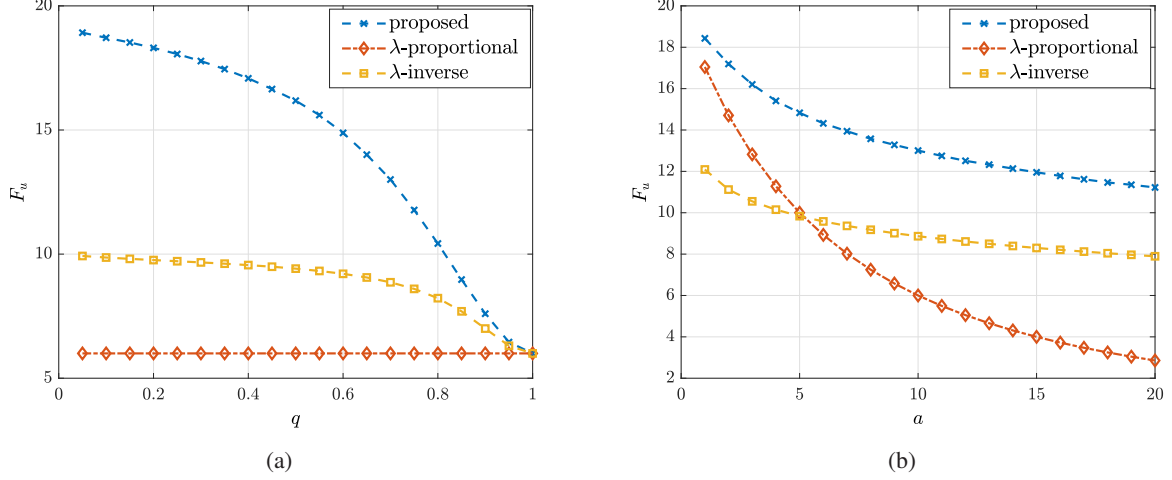 20
15
10
5
F_u
0
0.2
0.4
0.6
0.8
1
q
proposed
λ-proportional
λ-inverse
(a)
20
18
16
14
12
10
8
6
4
2
F_u
0
5
10
15
20
a
proposed
λ-proportional
λ-inverse
(b)